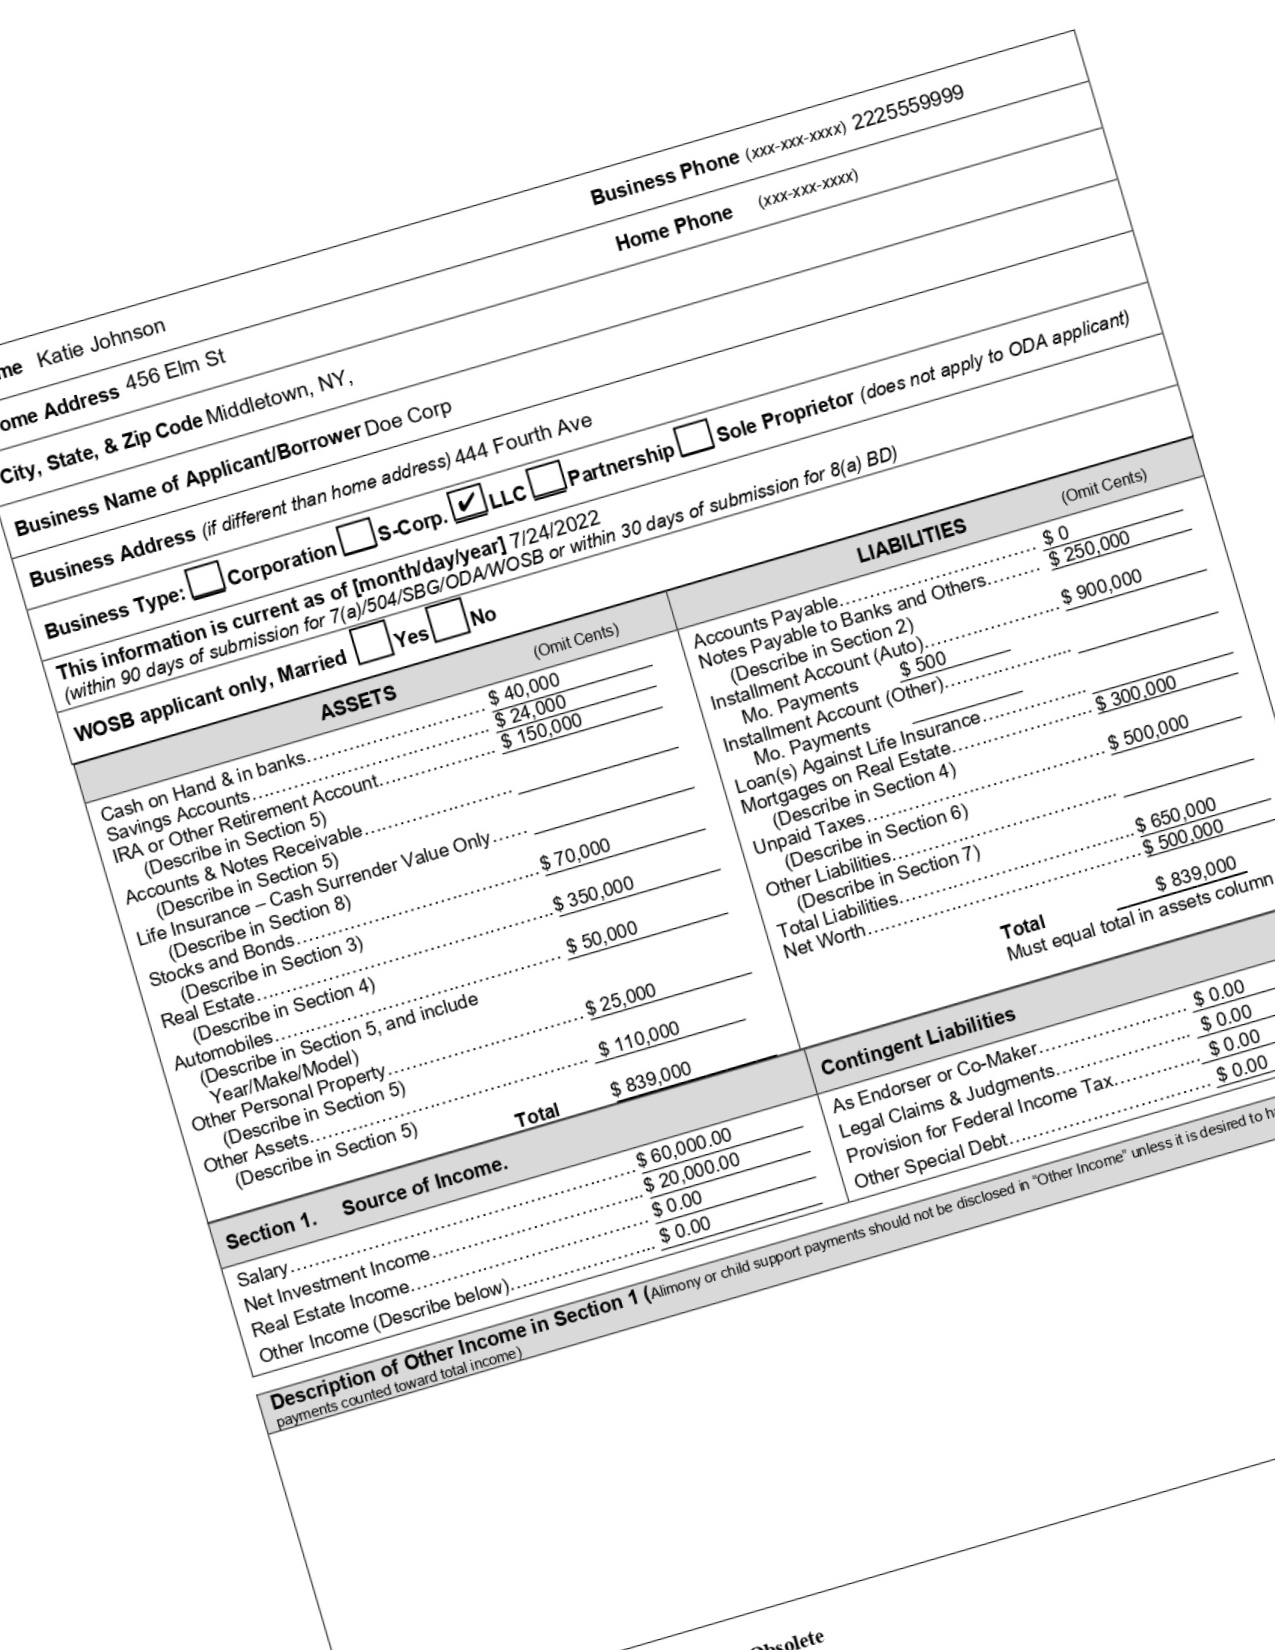 Business Phone (xxx-xxx-xxxx) 2225559999
me Katie Johnson
Home Phone (xxx-xxx-xxxx)
ome Address 456 Elm St
City, State, & Zip Code Middletown, NY,
Business Name of Applicant/Borrower Doe Corp
Business Address (if different than home address) 444 Fourth Ave
Business Type: Corporation S-Corp. ✓ LLC Partnership Sole Proprietor (does not apply to ODA applicant)
This information is current as of [month/day/year] 7/24/2022
(within 90 days of submission for 7(a)/504/SBG/ODA/WOSB or within 30 days of submission for 8(a) BD)
WOSB applicant only, Married Yes No
ASSETS (Omit Cents)
Cash on Hand & in banks $ 40,000
Savings Accounts $ 24,000
IRA or Other Retirement Account $ 150,000
(Describe in Section 5)
Accounts & Notes Receivable
(Describe in Section 5)
Life Insurance – Cash Surrender Value Only
(Describe in Section 8)
Stocks and Bonds $ 70,000
(Describe in Section 3)
Real Estate $ 350,000
(Describe in Section 4)
Automobiles $ 50,000
(Describe in Section 5, and include
Year/Make/Model)
Other Personal Property $ 25,000
(Describe in Section 5)
Other Assets $ 110,000
(Describe in Section 5)
Total $ 839,000
LIABILITIES (Omit Cents)
Accounts Payable $ 0
Notes Payable to Banks and Others $ 250,000
(Describe in Section 2)
Installment Account (Auto) $ 900,000
Mo. Payments $ 500
Installment Account (Other)
Mo. Payments
Loan(s) Against Life Insurance
Mortgages on Real Estate $ 300,000
(Describe in Section 4)
Unpaid Taxes $ 500,000
(Describe in Section 6)
Other Liabilities
(Describe in Section 7)
Total Liabilities $ 650,000
Net Worth $ 500,000
Total $ 839,000
Must equal total in assets column
Section 1. Source of Income.
Salary $ 60,000.00
Net Investment Income $ 20,000.00
Real Estate Income $ 0.00
Other Income (Describe below) $ 0.00
Contingent Liabilities
As Endorser or Co-Maker $ 0.00
Legal Claims & Judgments $ 0.00
Provision for Federal Income Tax $ 0.00
Other Special Debt $ 0.00
Description of Other Income in Section 1 (Alimony or child support payments should not be disclosed in "Other Income" unless it is desired to h
payments counted toward total income)
Obsolete